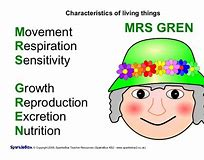 Characteristics of living things
MRS GREN
Movement
Respiration
Sensitivity
Growth
Reproduction
Excretion
Nutrition